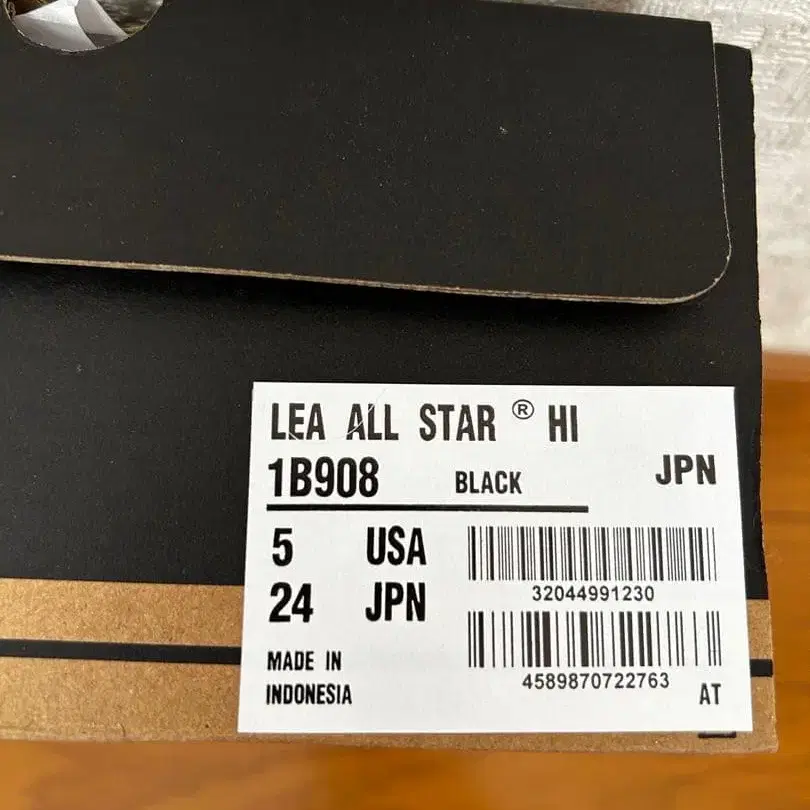 LEA ALL STAR ® HI
1B908 BLACK JPN
5 USA
24 JPN
32044991230
MADE IN
INDONESIA
4589870722763 AT